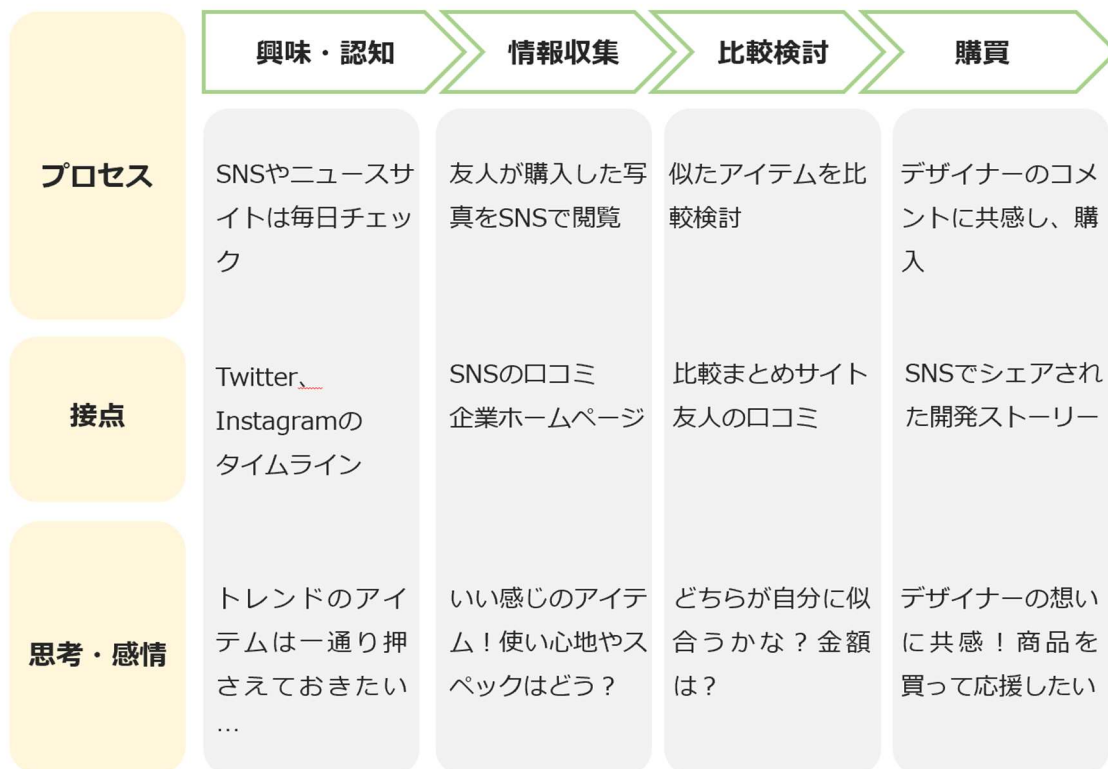 興味・認知
情報収集
比較検討
購買
プロセス
SNSやニュースサ
イトは毎日チェッ
ク
友人が購入した写
真をSNSで閲覧
似たアイテムを比
較検討
デザイナーのコメ
ントに共感し、購
入
接点
Twitter、
Instagramの
タイムライン
SNSの口コミ
企業ホームページ
比較まとめサイト
友人の口コミ
SNSでシェアされ
た開発ストーリー
思考・感情
トレンドのアイ
テムは一通り押
さえておきたい
…
いい感じのアイテ
ム！使い心地やス
ペックはどう？
どちらが自分に似
合うかな？金額
は？
デザイナーの想い
に共感！商品を
買って応援したい